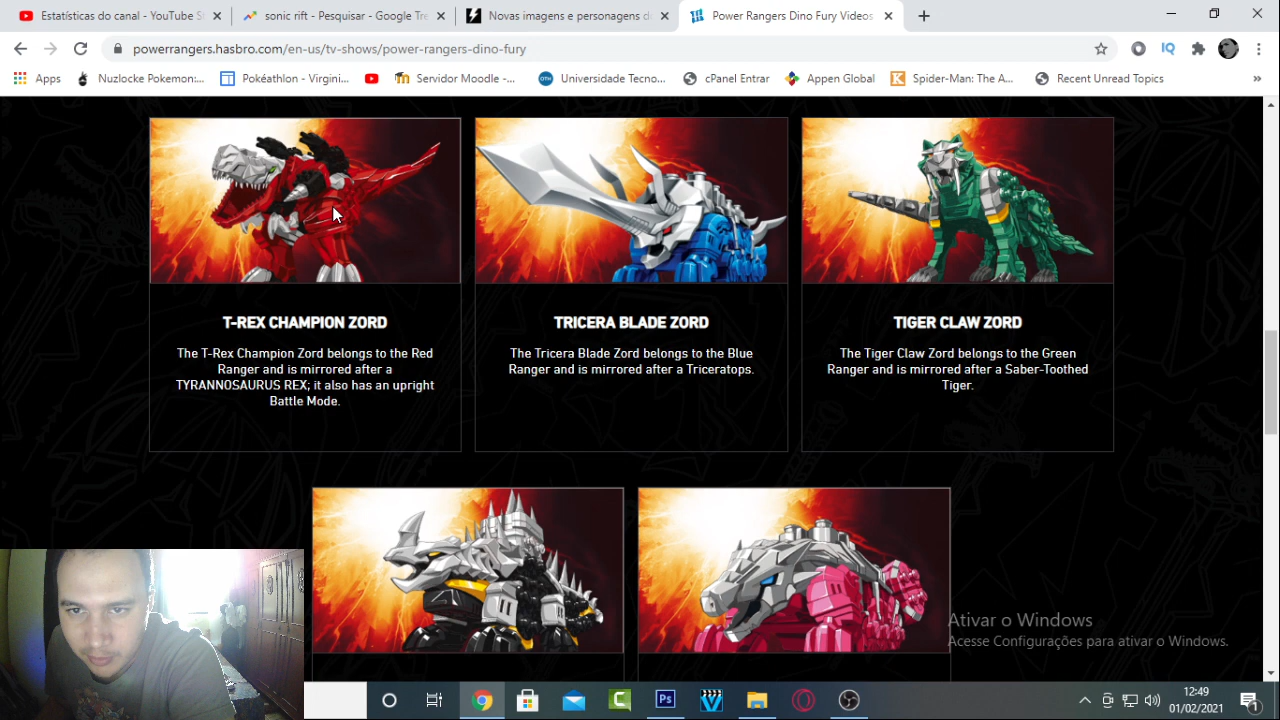 Estatísticas do canal - YouTube S
sonic rift - Pesquisar - Google Tre
Novas imagens e personagens d
Power Rangers Dino Fury Videos
powerrangers.hasbro.com/en-us/tv-shows/power-rangers-dino-fury
IQ
Apps
Nuzlocke Pokemon:...
Pokéathlon - Virgini...
Servidor Moodle -...
Universidade Tecno...
cPanel Entrar
Appen Global
Spider-Man: The A...
Recent Unread Topics
T-REX CHAMPION ZORD
The T-Rex Champion Zord belongs to the Red
Ranger and is mirrored after a
TYRANNOSAURUS REX; it also has an upright
Battle Mode.
TRICERA BLADE ZORD
The Tricera Blade Zord belongs to the Blue
Ranger and is mirrored after a Triceratops.
TIGER CLAW ZORD
The Tiger Claw Zord belongs to the Green
Ranger and is mirrored after a Saber-Toothed
Tiger.
Ativar o Windows
Acesse Configurações para ativar o Windows.
Ps
12:49
01/02/2021
1